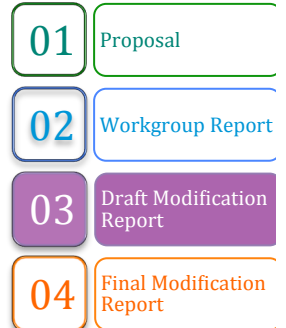 01
Proposal
02
Workgroup Report
03
Draft Modification
Report
04
Final Modification
Report